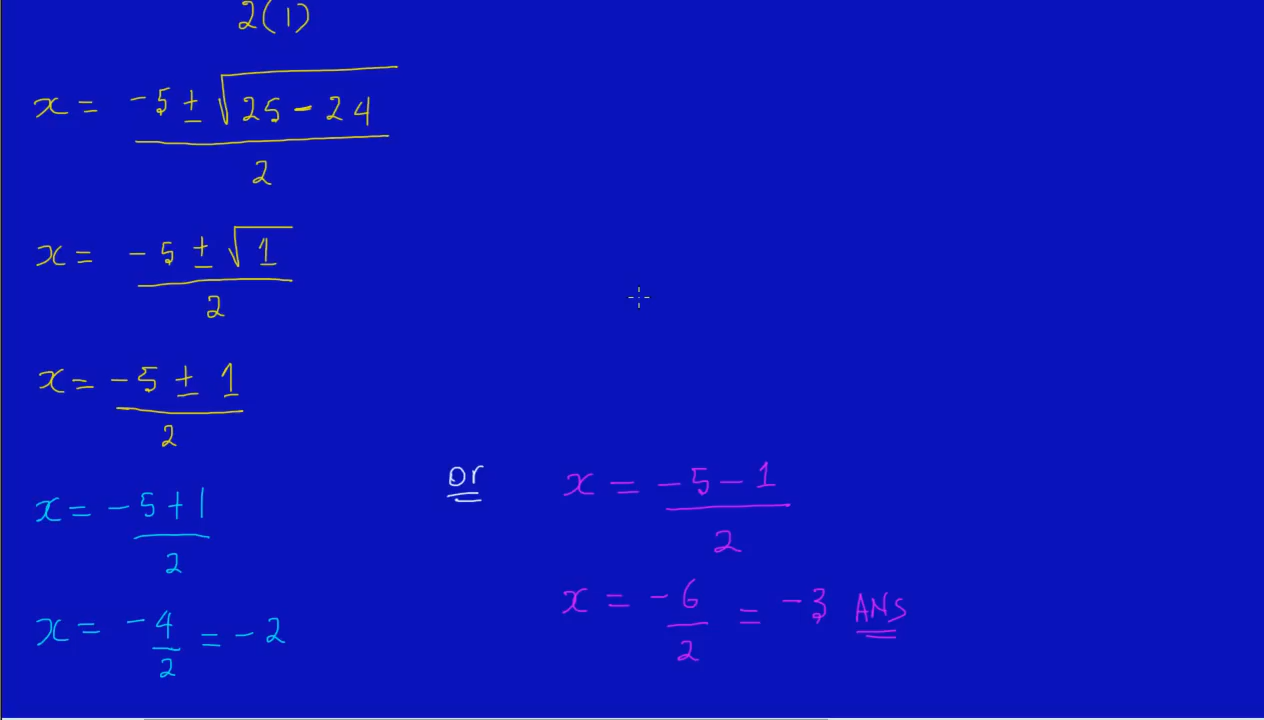 2(1)
x = -5 ± √25 - 24
2
x = -5 ± √1
2
x = -5 ± 1
2
x = -5 + 1
2
or
x = -5 - 1
2
x = -4/2 = -2
x = -6/2 = -3 ANS